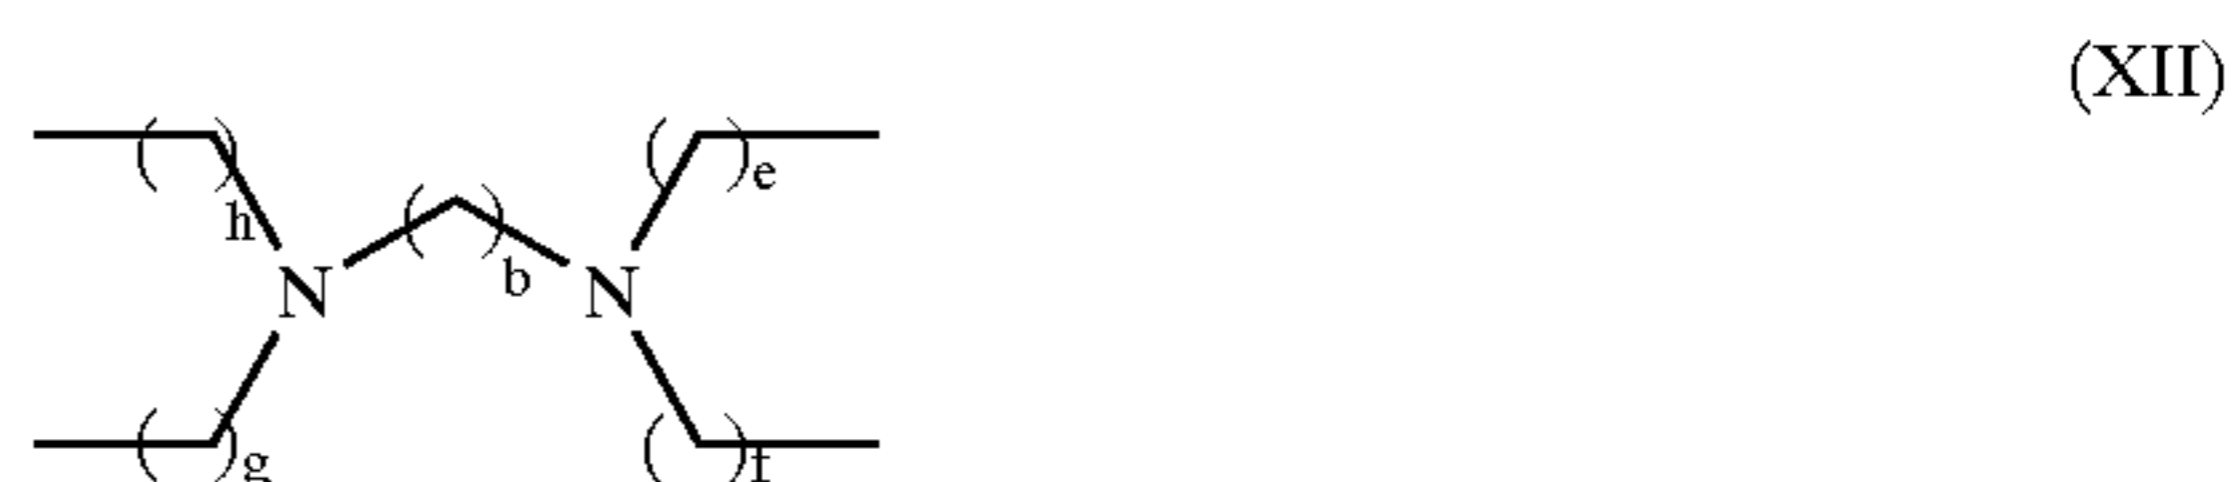 (XII)
( )h ( )e
( )b
N N
( )g ( )f